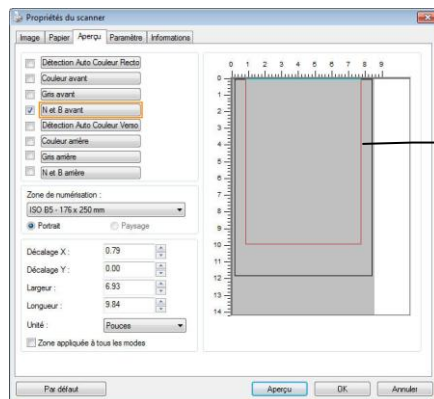 Propriétés du scanner
Image Papier Aperçu Paramètre Informations
Détection Auto Couleur Recto
Couleur avant
Gris avant
N et B avant
Détection Auto Couleur Verso
Couleur arrière
Gris arrière
N et B arrière
Zone de numérisation :
ISO B5 - 176 x 250 mm
Portrait Paysage
Décalage X : 0.79
Décalage Y : 0.00
Largeur : 6.93
Longueur : 9.84
Unité : Pouces
Zone appliquée à tous les modes
0 1 2 3 4 5 6 7 8 9
0
1
2
3
4
5
6
7
8
9
10
11
12
13
14
Par défaut Aperçu OK Annuler